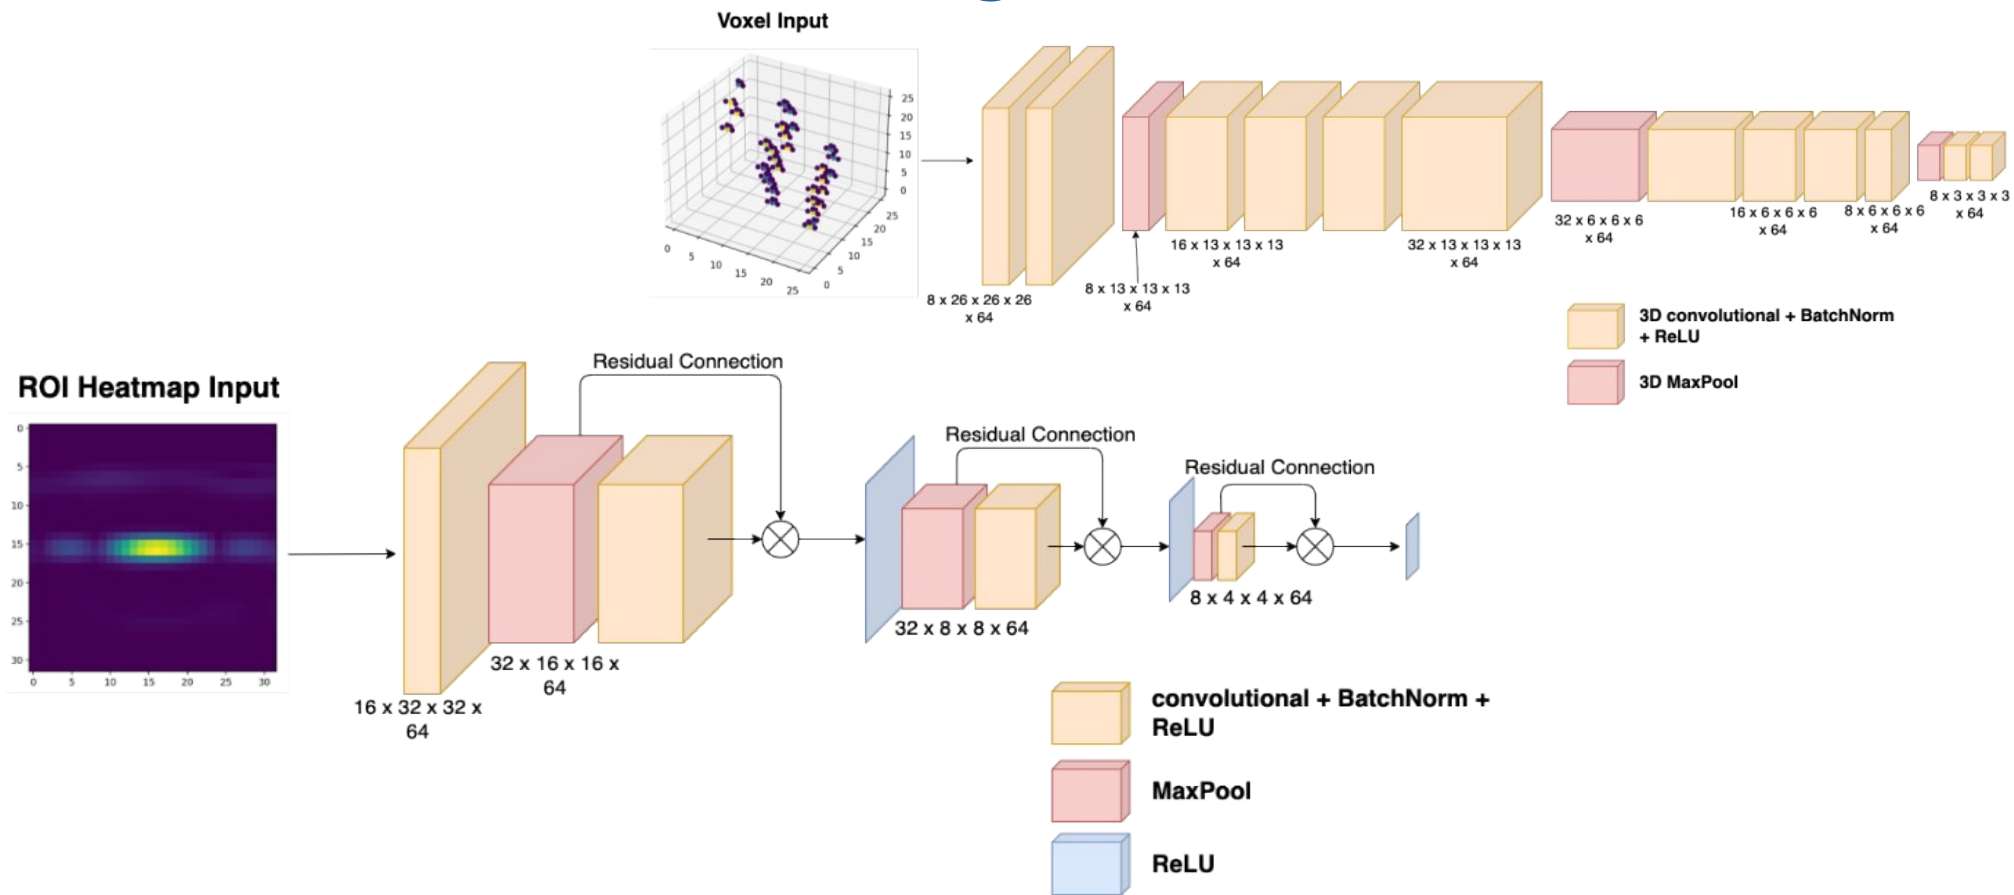 Voxel Input
25
20
15
10
5
0
0
5
10
15
20
25
0
5
10
15
20
25
8 x 26 x 26 x 26
x 64
8 x 13 x 13 x 13
x 64
16 x 13 x 13 x 13
x 64
32 x 13 x 13 x 13
x 64
32 x 6 x 6 x 6
x 64
16 x 6 x 6 x 6
x 64
8 x 6 x 6 x 6
x 64
8 x 3 x 3 x 3
x 64
3D convolutional + BatchNorm
+ ReLU
3D MaxPool
ROI Heatmap Input
0
5
10
15
20
25
30
0
5
10
15
20
25
30
Residual Connection
Residual Connection
Residual Connection
16 x 32 x 32 x
64
32 x 16 x 16 x
64
32 x 8 x 8 x 64
8 x 4 x 4 x 64
convolutional + BatchNorm +
ReLU
MaxPool
ReLU